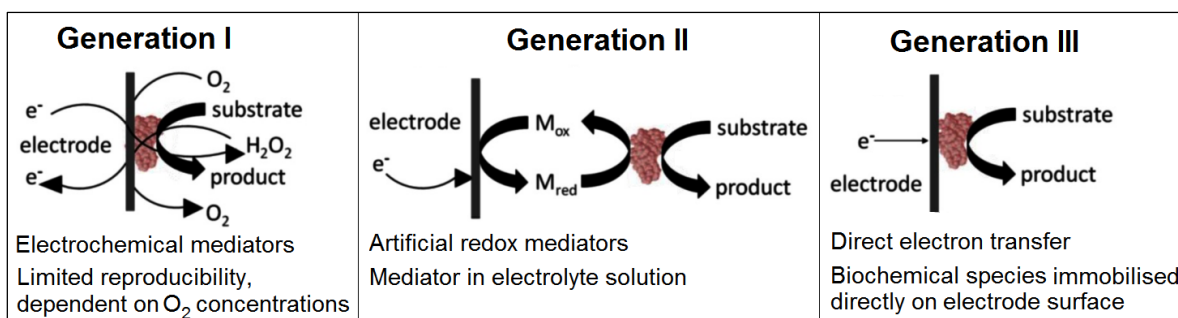 Generation I
O₂
e⁻
substrate
electrode
H₂O₂
e⁻
product
O₂
Electrochemical mediators
Limited reproducibility,
dependent on O₂ concentrations
Generation II
electrode
Mox
substrate
e⁻
Mred
product
Artificial redox mediators
Mediator in electrolyte solution
Generation III
substrate
e⁻
electrode
product
Direct electron transfer
Biochemical species immobilised
directly on electrode surface